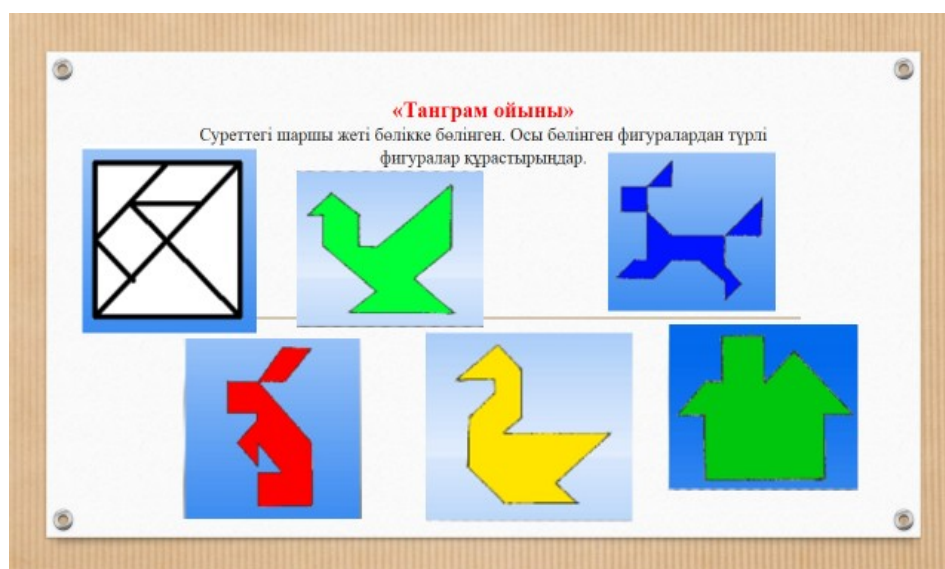 «Танграм ойыны»
Суреттегі шаршы жеті бөлікке бөлінген. Осы бөлінген фигуралардан түрлі
фигуралар құрастырыңдар.